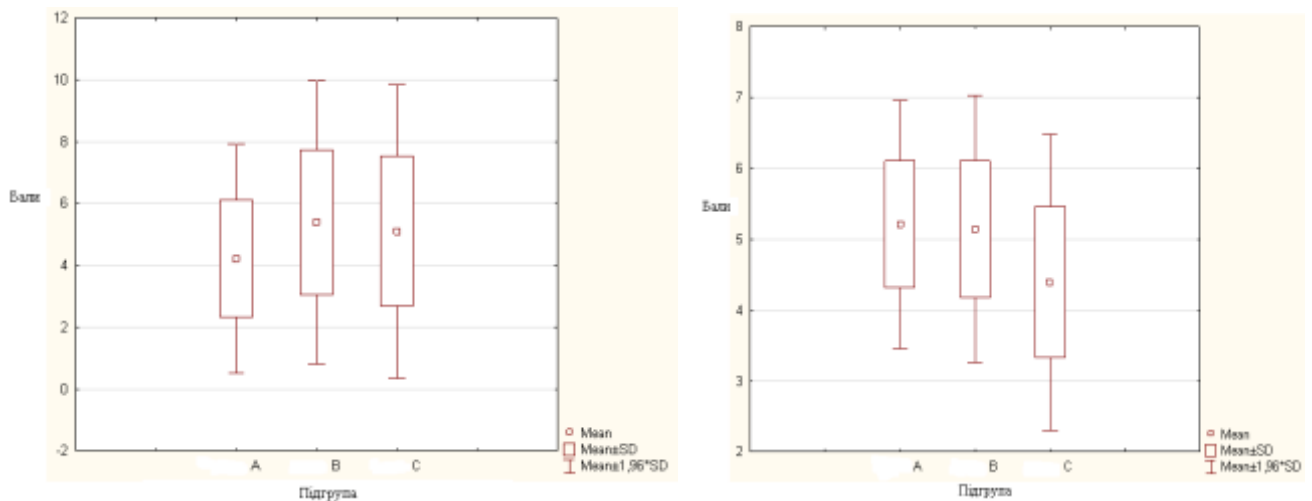 12
10
8
6
4
2
0
-2
Бали
A B C
Підгрупа
Mean
Mean±SD
Mean±1,96*SD
8
7
6
5
4
3
2
Бали
A B C
Підгрупа
Mean
Mean±SD
Mean±1,96*SD